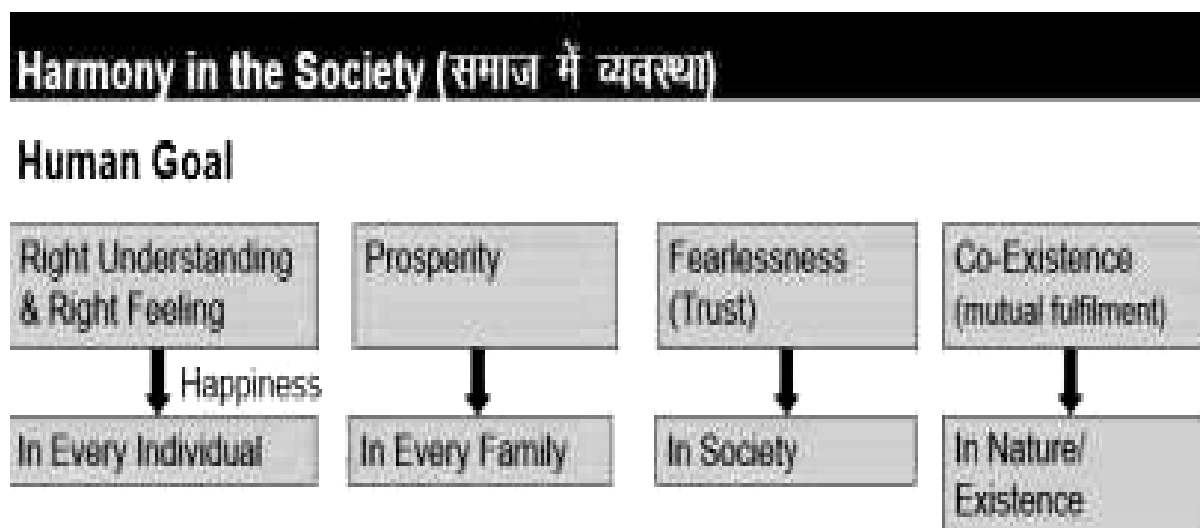 Harmony in the Society (समाज में व्यवस्था)
Human Goal
Right Understanding
& Right Feeling
Prosperity
Fearlessness
(Trust)
Co-Existence
(mutual fulfilment)
Happiness
In Every Individual
In Every Family
In Society
In Nature/
Existence